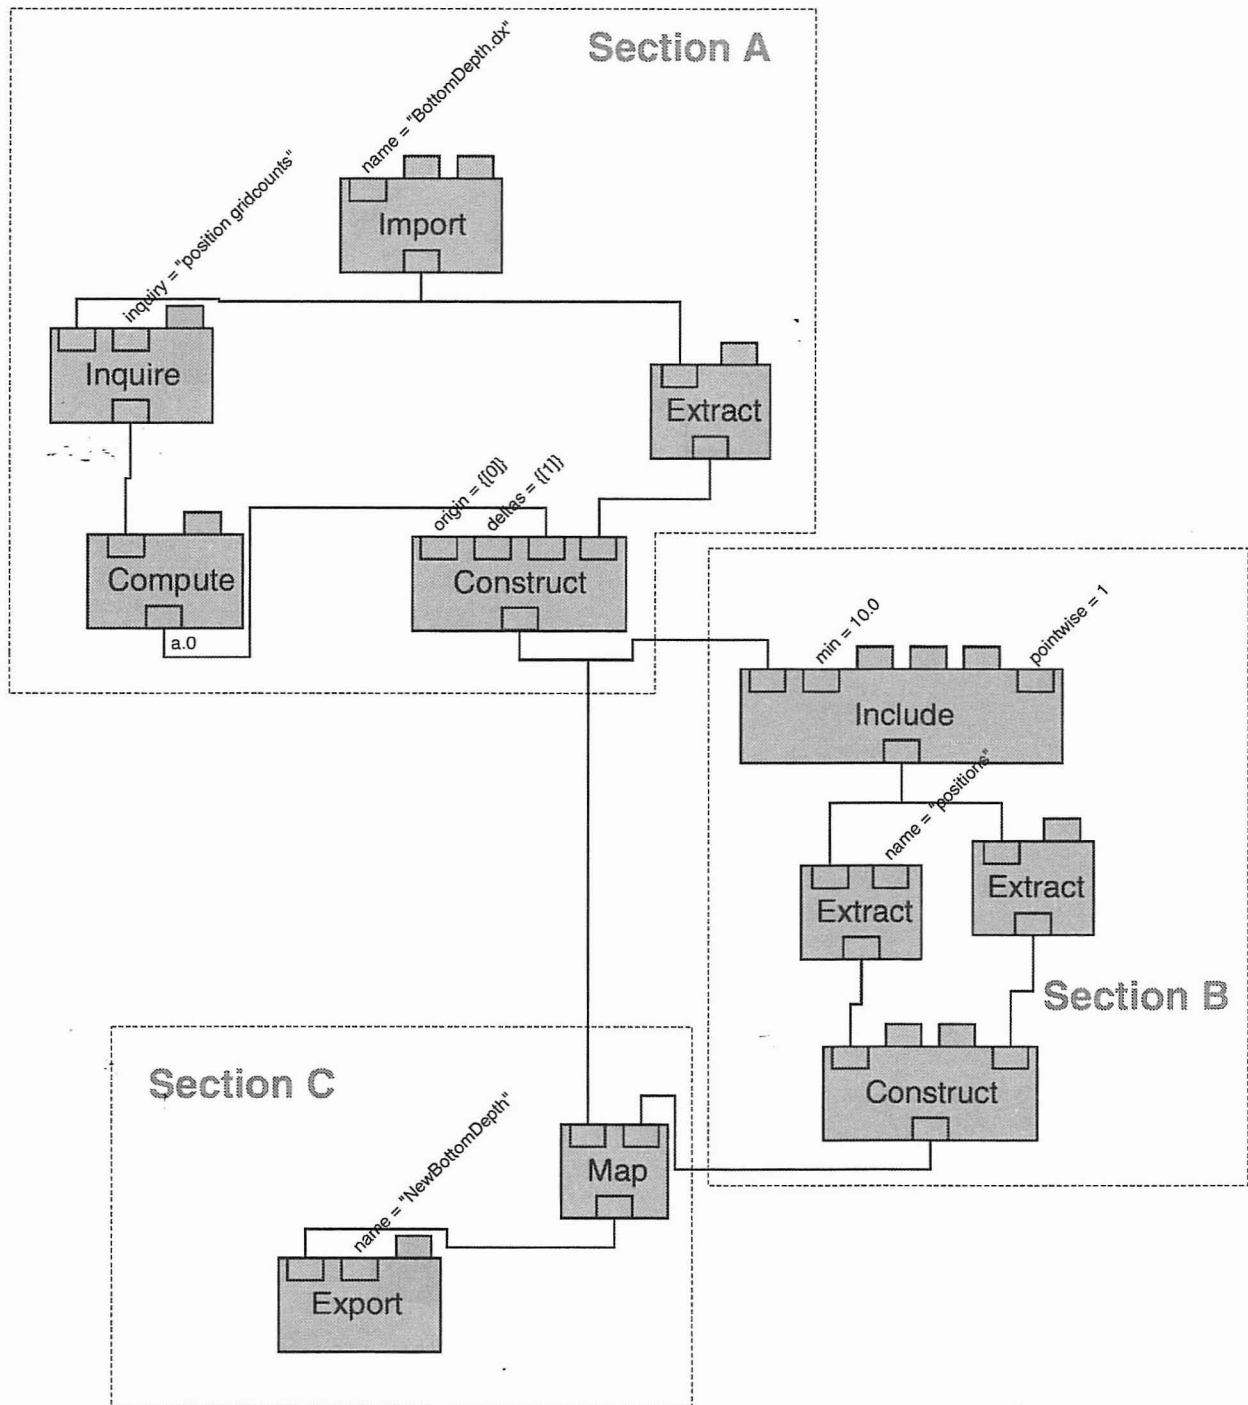 Section A
name = "BottomDepth.dx"
Import
inquiry = "position gridcounts"
Inquire
Extract
origin = {[0]}
deltas = {[1]}
Compute
Construct
a.0
min = 10.0
pointwise = 1
Include
name = "positions"
Extract
Extract
Section B
Construct
Section C
Map
name = "NewBottomDepth"
Export